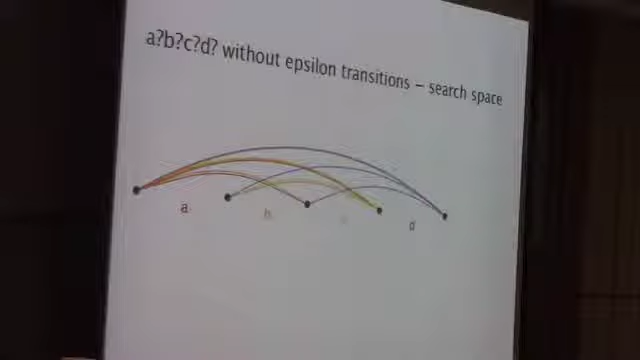 a?b?c?d? without epsilon transitions – search space
a
b
c
d